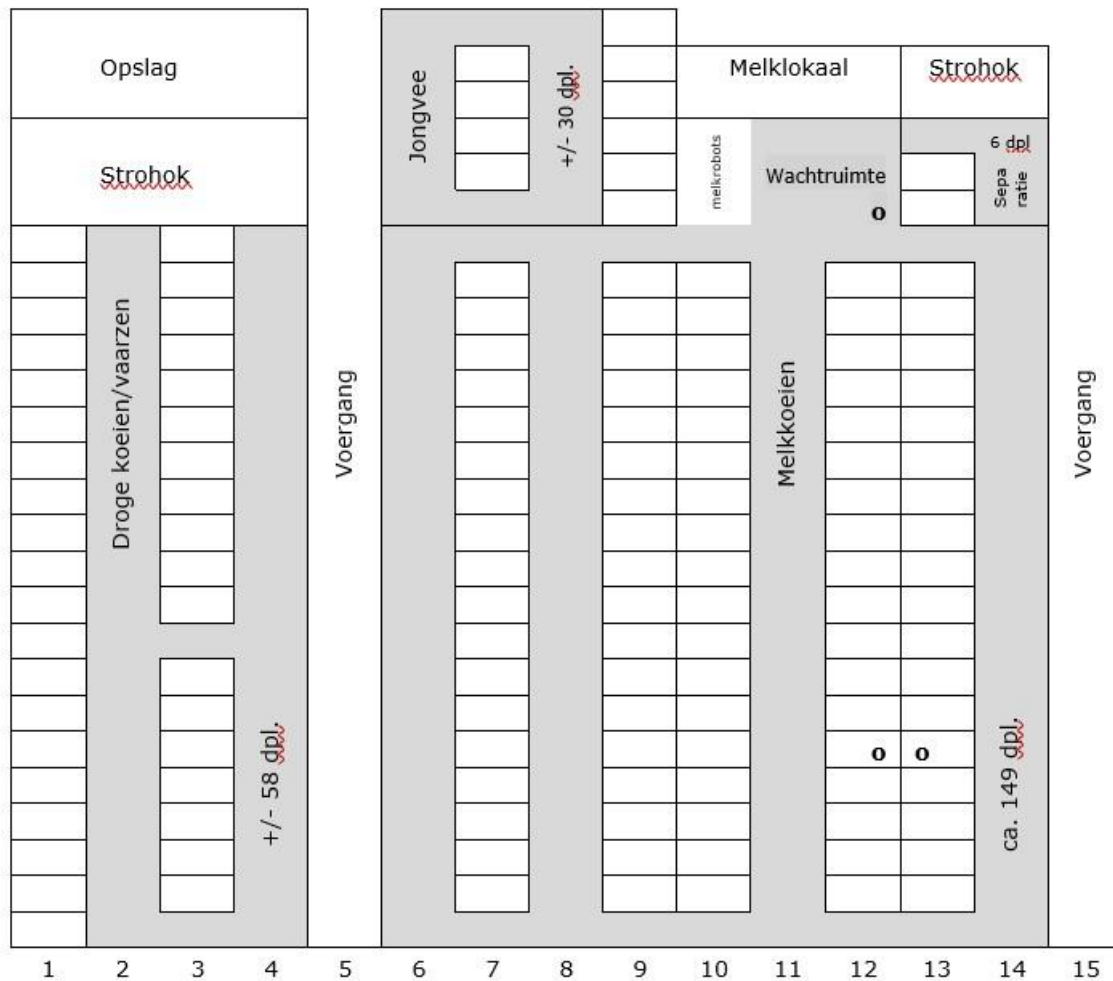 Opslag
Strohok
Droge koeien/vaarzen
+/- 58 dpl.
Voergang
Jongvee
+/- 30 dpl.
Melklokaal
Strohok
melkrobots
Wachtruimte
o
6 dpl
Sepa
ratie
Melkkoeien
o o
ca. 149 dpl.
Voergang
1 2 3 4 5 6 7 8 9 10 11 12 13 14 15